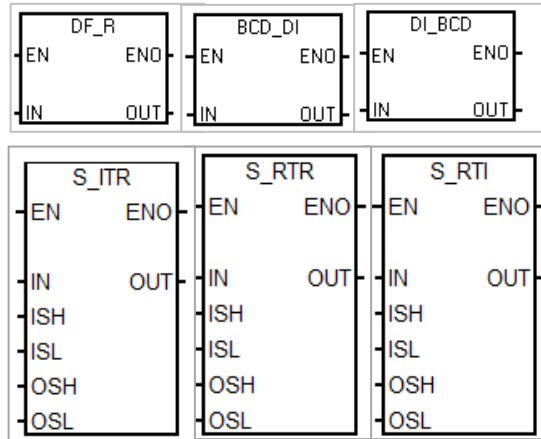 DF_R
EN ENO
IN OUT
BCD_DI
EN ENO
IN OUT
DI_BCD
EN ENO
IN OUT
S_ITR
EN ENO
IN OUT
ISH
ISL
OSH
OSL
S_RTR
EN ENO
IN OUT
ISH
ISL
OSH
OSL
S_RTI
EN ENO
IN OUT
ISH
ISL
OSH
OSL